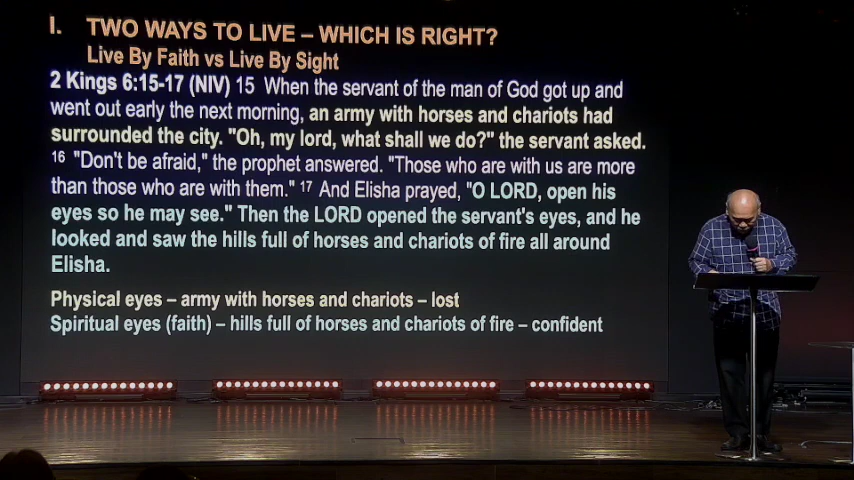 I. TWO WAYS TO LIVE – WHICH IS RIGHT?
Live By Faith vs Live By Sight
2 Kings 6:15-17 (NIV) 15 When the servant of the man of God got up and
went out early the next morning, an army with horses and chariots had
surrounded the city. "Oh, my lord, what shall we do?" the servant asked.
16 "Don't be afraid," the prophet answered. "Those who are with us are more
than those who are with them." 17 And Elisha prayed, "O LORD, open his
eyes so he may see." Then the LORD opened the servant's eyes, and he
looked and saw the hills full of horses and chariots of fire all around
Elisha.
Physical eyes – army with horses and chariots – lost
Spiritual eyes (faith) – hills full of horses and chariots of fire – confident